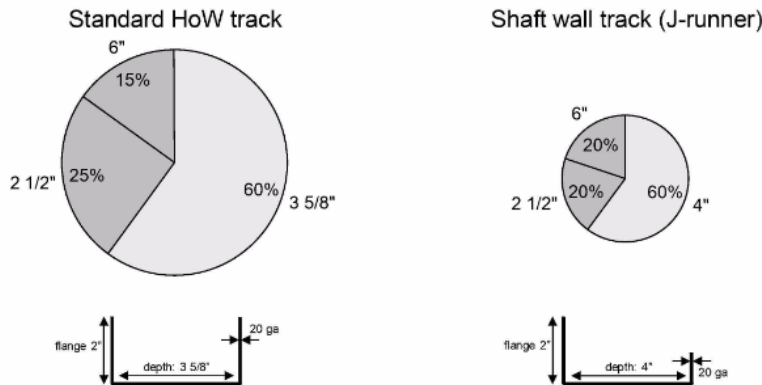 Standard HoW track
6"
15%
25%
2 1/2"
60%
3 5/8"
flange 2"
depth: 3 5/8"
20 ga
Shaft wall track (J-runner)
6"
20%
20%
2 1/2"
60%
4"
flange 2"
depth: 4"
20 ga